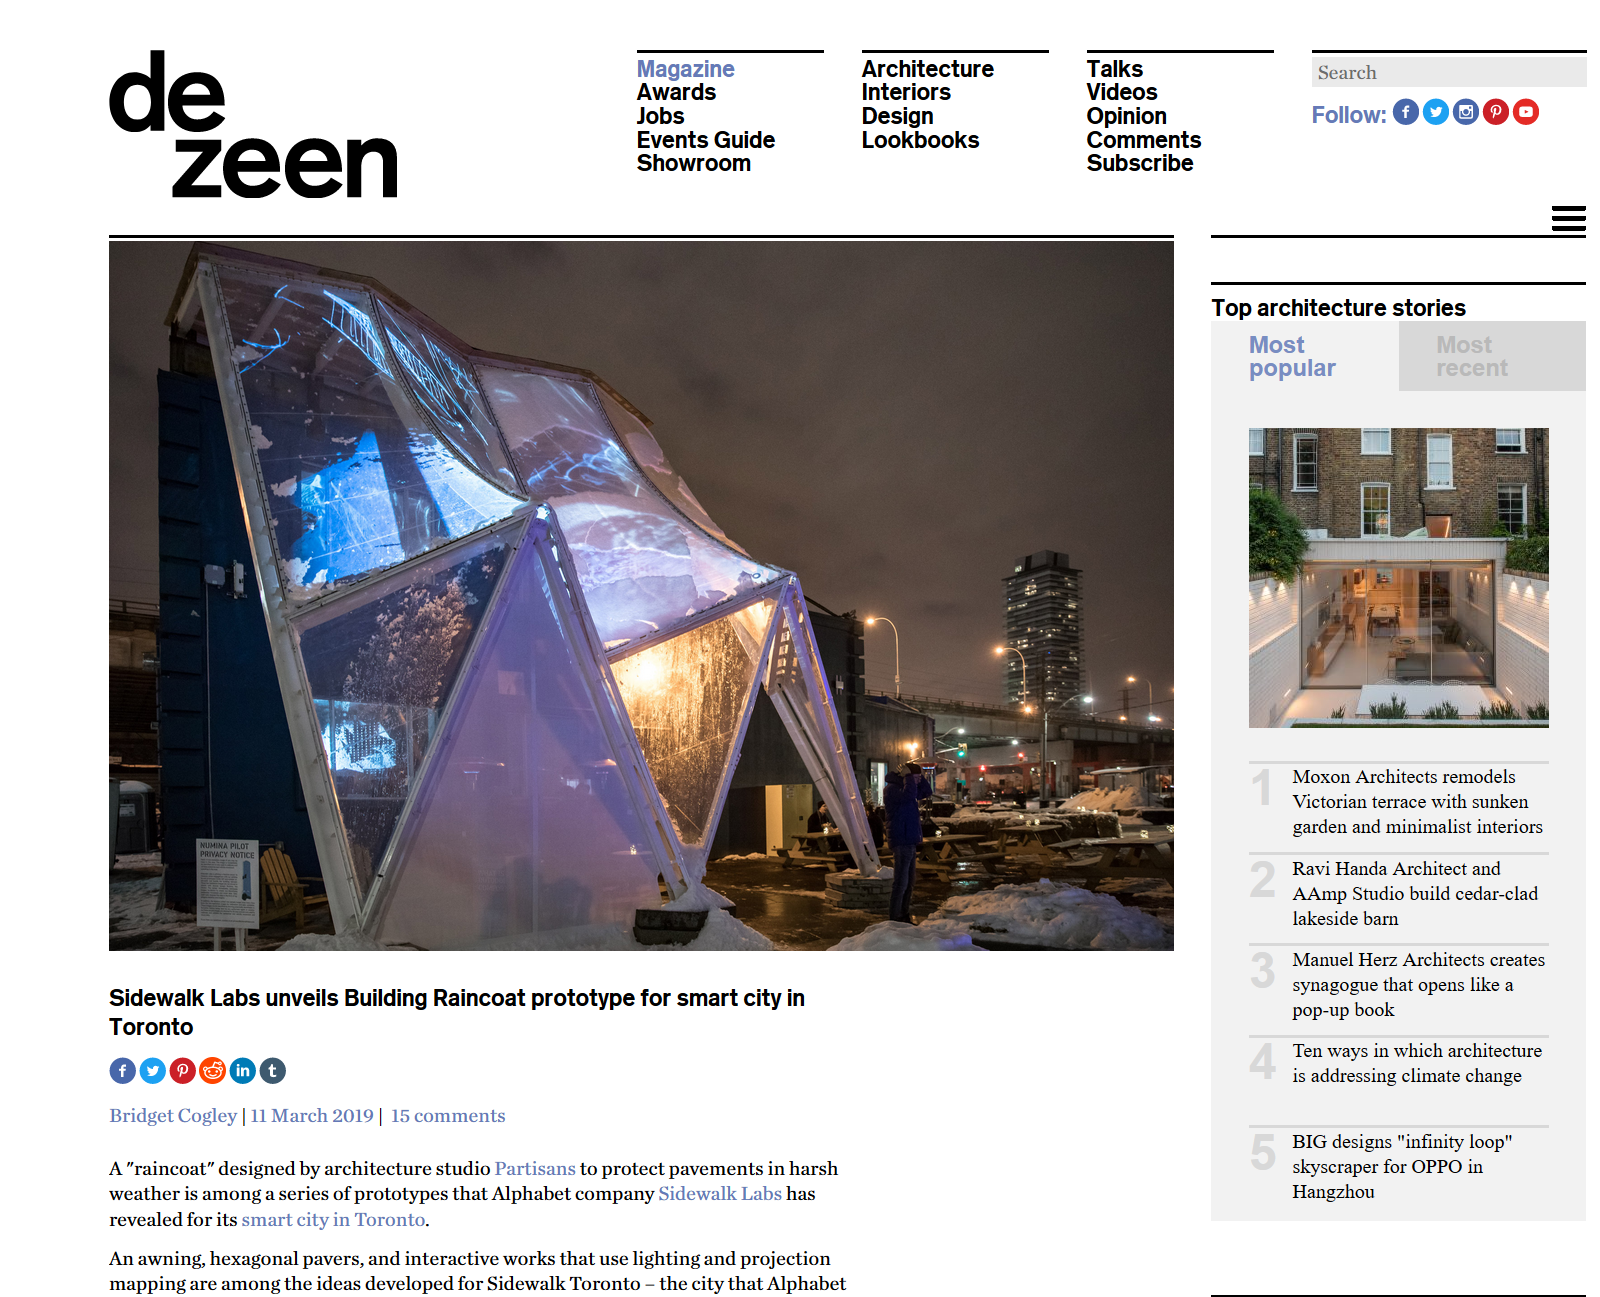 de
zeen
Magazine
Awards
Jobs
Events Guide
Showroom
Architecture
Interiors
Design
Lookbooks
Talks
Videos
Opinion
Comments
Subscribe
Search
Follow:
NUMINA PILOT
PRIVACY NOTICE
Sidewalk Labs unveils Building Raincoat prototype for smart city in
Toronto
Bridget Cogley | 11 March 2019 | 15 comments
A "raincoat" designed by architecture studio Partisans to protect pavements in harsh
weather is among a series of prototypes that Alphabet company Sidewalk Labs has
revealed for its smart city in Toronto.
An awning, hexagonal pavers, and interactive works that use lighting and projection
mapping are among the ideas developed for Sidewalk Toronto – the city that Alphabet
Top architecture stories
Most
popular
Most
recent
1 Moxon Architects remodels
Victorian terrace with sunken
garden and minimalist interiors
2 Ravi Handa Architect and
AAmp Studio build cedar-clad
lakeside barn
3 Manuel Herz Architects creates
synagogue that opens like a
pop-up book
4 Ten ways in which architecture
is addressing climate change
5 BIG designs "infinity loop"
skyscraper for OPPO in
Hangzhou